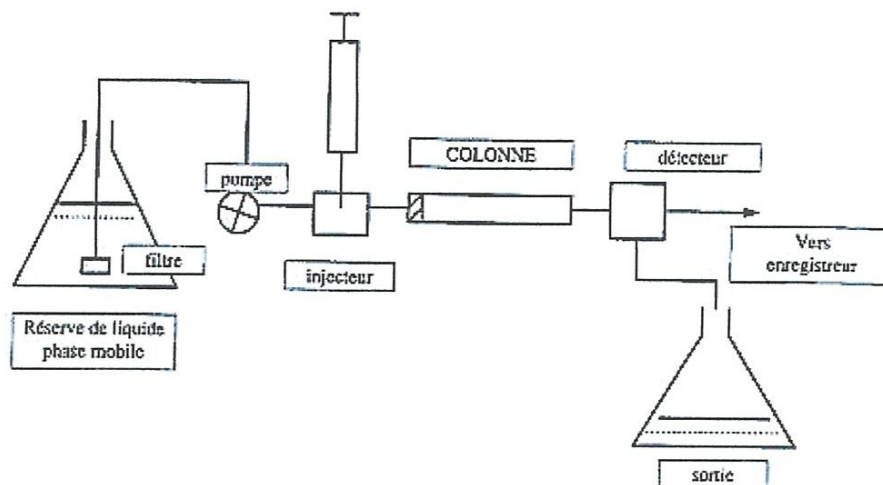 COLONNE
détecteur
pompe
filtre
injecteur
Vers
enregistreur
Réserve de liquide
phase mobile
sortie